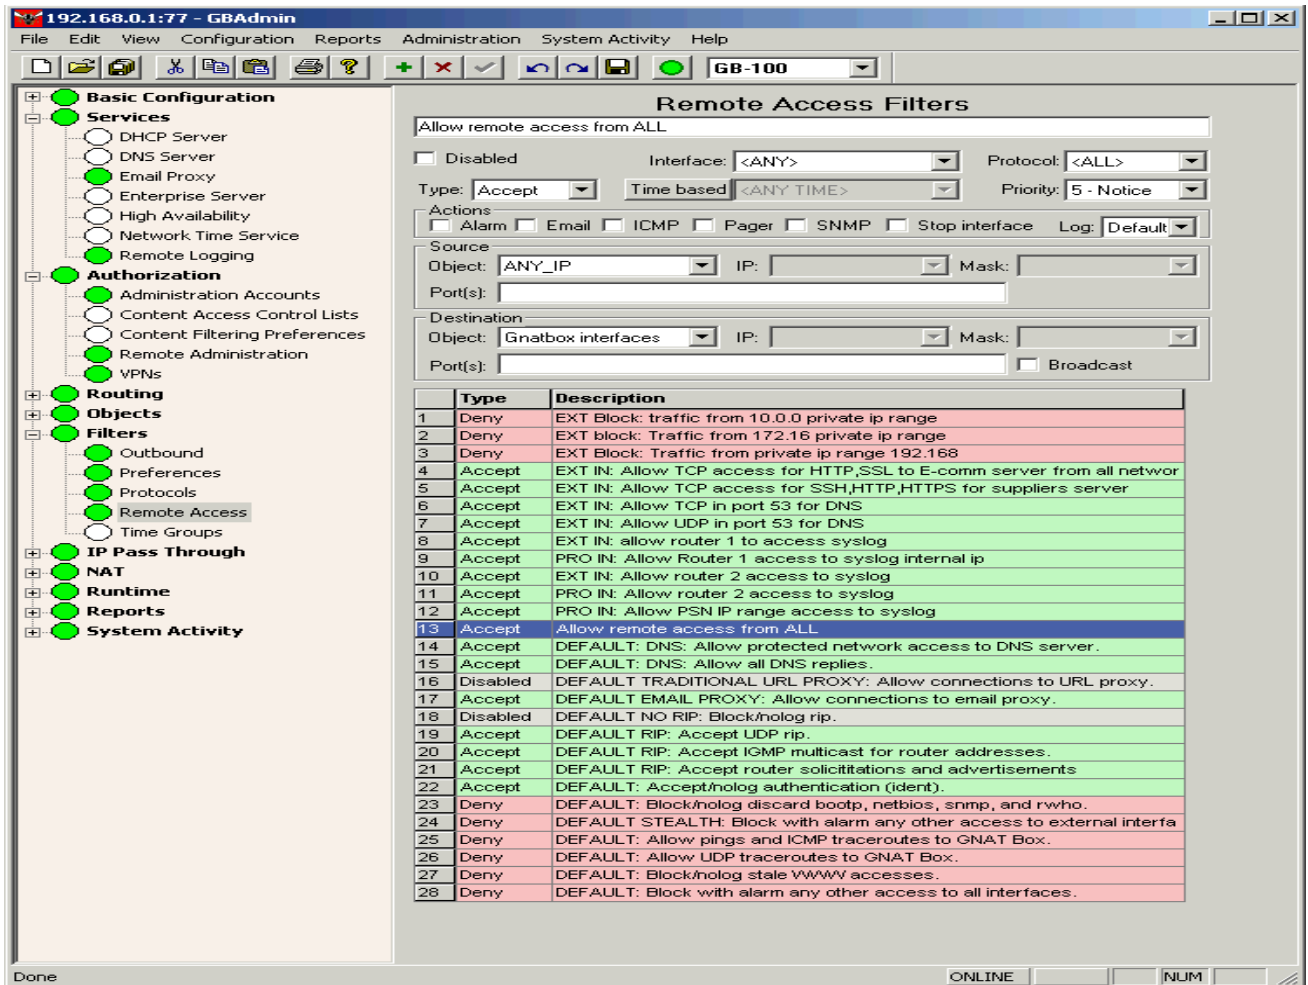 192.168.0.1:77 - GBAdmin
File Edit View Configuration Reports Administration System Activity Help
GB-100
Basic Configuration
Services
DHCP Server
DNS Server
Email Proxy
Enterprise Server
High Availability
Network Time Service
Remote Logging
Authorization
Administration Accounts
Content Access Control Lists
Content Filtering Preferences
Remote Administration
VPNs
Routing
Objects
Filters
Outbound
Preferences
Protocols
Remote Access
Time Groups
IP Pass Through
NAT
Runtime
Reports
System Activity
Remote Access Filters
Allow remote access from ALL
Disabled Interface: <ANY> Protocol: <ALL>
Type: Accept Time based <ANY TIME> Priority: 5 - Notice
Actions
Alarm Email ICMP Pager SNMP Stop interface Log: Default
Source
Object: ANY_IP IP: Mask:
Port(s):
Destination
Object: Gnatbox interfaces IP: Mask:
Port(s): Broadcast
Type Description
1 Deny EXT Block: traffic from 10.0.0 private ip range
2 Deny EXT block: Traffic from 172.16 private ip range
3 Deny EXT Block: Traffic from private ip range 192.168
4 Accept EXT IN: Allow TCP access for HTTP,SSL to E-comm server from all networ
5 Accept EXT IN: Allow TCP access for SSH,HTTP,HTTPS for suppliers server
6 Accept EXT IN: Allow TCP in port 53 for DNS
7 Accept EXT IN: Allow UDP in port 53 for DNS
8 Accept EXT IN: allow router 1 to access syslog
9 Accept PRO IN: Allow Router 1 access to syslog internal ip
10 Accept EXT IN: Allow router 2 access to syslog
11 Accept PRO IN: Allow router 2 access to syslog
12 Accept PRO IN: Allow PSN IP range access to syslog
13 Accept Allow remote access from ALL
14 Accept DEFAULT: DNS: Allow protected network access to DNS server.
15 Accept DEFAULT: DNS: Allow all DNS replies.
16 Disabled DEFAULT TRADITIONAL URL PROXY: Allow connections to URL proxy.
17 Accept DEFAULT EMAIL PROXY: Allow connections to email proxy.
18 Disabled DEFAULT NO RIP: Block/nolog rip.
19 Accept DEFAULT RIP: Accept UDP rip.
20 Accept DEFAULT RIP: Accept IGMP multicast for router addresses.
21 Accept DEFAULT RIP: Accept router solicititations and advertisements
22 Accept DEFAULT: Accept/nolog authentication (ident).
23 Deny DEFAULT: Block/nolog discard bootp, netbios, snmp, and rwho.
24 Deny DEFAULT STEALTH: Block with alarm any other access to external interfa
25 Deny DEFAULT: Allow pings and ICMP traceroutes to GNAT Box.
26 Deny DEFAULT: Allow UDP traceroutes to GNAT Box.
27 Deny DEFAULT: Block/nolog stale WWW accesses.
28 Deny DEFAULT: Block with alarm any other access to all interfaces.
Done ONLINE NUM